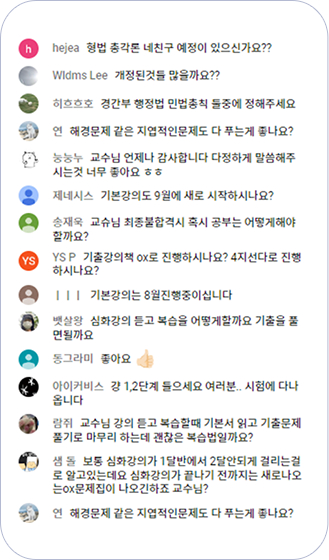 h hejea 형법 총각론 네친구 예정이 있으신가요??
Wldms Lee 개정된것들 많을까요??
히흐흐호 경간부 행정법 민법총칙 둘중에 정해주세요
연 해경문제 같은 지엽적인문제도 다 푸는게 좋나요?
눙눙누 교수님 언제나 감사합니다 다정하게 말씀해주
시는것 너무 좋아요 ㅎㅎ
제네시스 기본강의도 9월에 새로 시작하시나요?
송재욱 교슈님 최종불합격시 혹시 공부는 어떻게해야
할까요?
YS YS P 기출강의책 ox로 진행하시나요? 4지선다로 진행
하시나요?
ㅣㅣㅣ 기본강의는 8월진행중이십니다
뱃살왕 심화강의 듣고 복습을 어떻게할까요 기출을 풀
면될까요
동그라미 좋아요 👍🏻
아이커비스 걍 1,2단계 들으세요 여러분.. 시험에 다나
옵니다
람쥐 교수님 강의 듣고 복습할때 기본서 읽고 기출문제
풀기로 마무리 하는데 괜찮은 복습법일까요?
샘 돌 보통 심화강의가 1달반에서 2달안되게 걸리는걸
로 알고있는데요 심화강의가 끝나기 전까지는 새로나오
는ox문제집이 나오긴하죠 교수님?
연 해경문제 같은 지엽적인문제도 다 푸는게 좋나요?